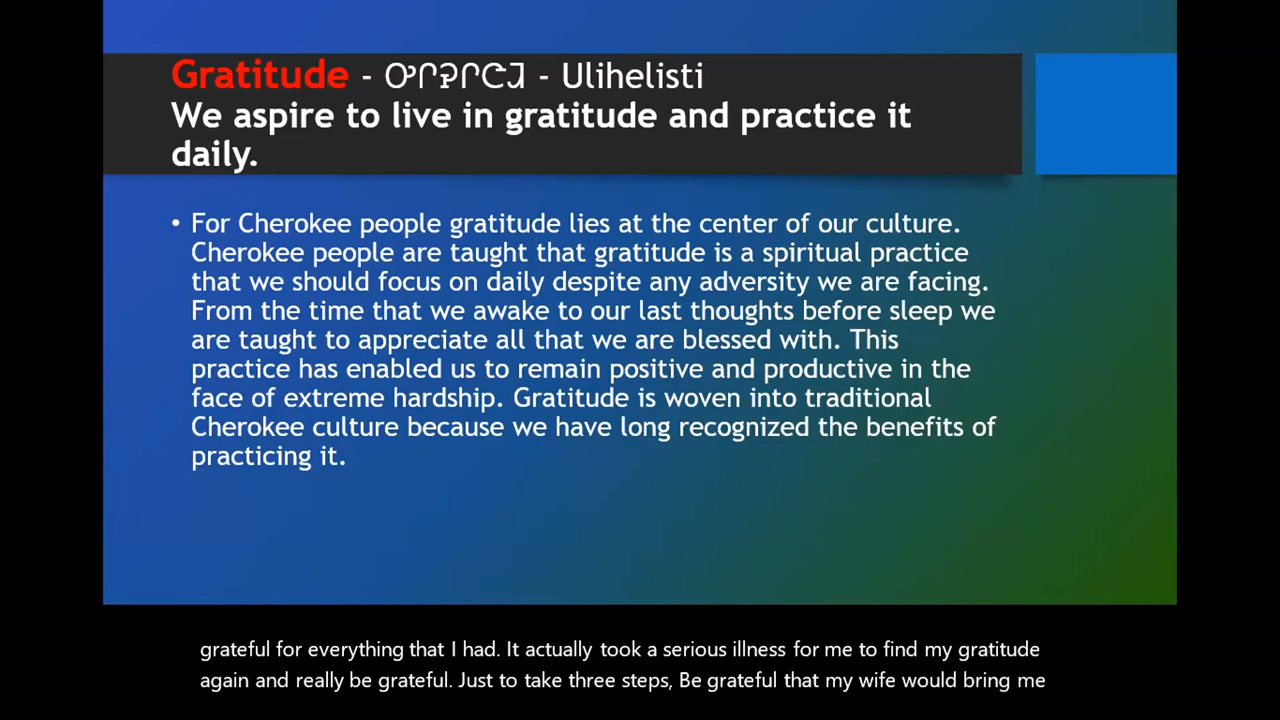 Gratitude - ᎤᎵᎮᎵᏨᎫ - Ulihelisti
We aspire to live in gratitude and practice it
daily.
• For Cherokee people gratitude lies at the center of our culture.
Cherokee people are taught that gratitude is a spiritual practice
that we should focus on daily despite any adversity we are facing.
From the time that we awake to our last thoughts before sleep we
are taught to appreciate all that we are blessed with. This
practice has enabled us to remain positive and productive in the
face of extreme hardship. Gratitude is woven into traditional
Cherokee culture because we have long recognized the benefits of
practicing it.
grateful for everything that I had. It actually took a serious illness for me to find my gratitude
again and really be grateful. Just to take three steps, Be grateful that my wife would bring me